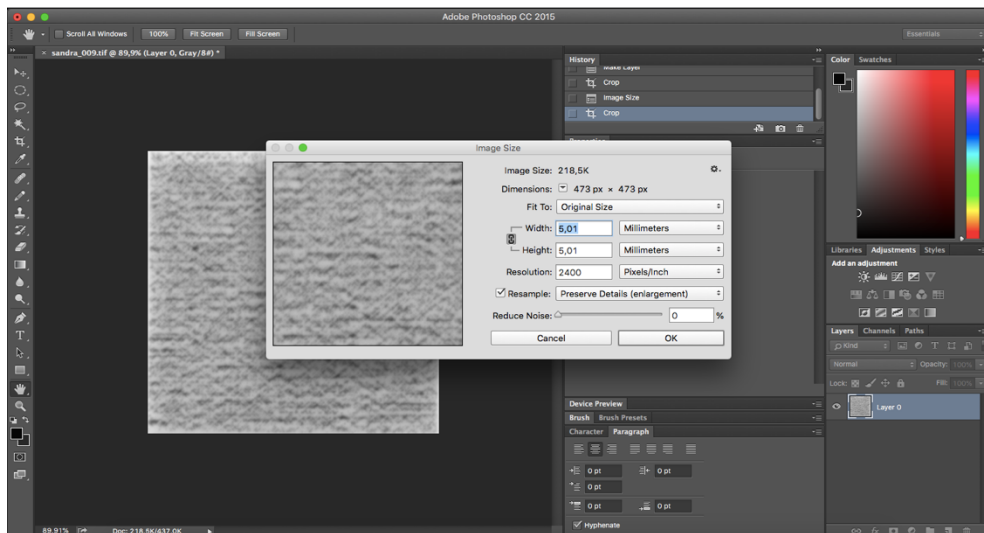 Adobe Photoshop CC 2015
Scroll All Windows 100% Fit Screen Fill Screen
Essentials
× sandra_009.tif @ 89,9% (Layer 0, Gray/8#) *
History
Make Layer
Crop
Image Size
Crop
Properties
Image Size
Image Size: 218,5K
Dimensions: 473 px × 473 px
Fit To: Original Size
Width: 5,01 Millimeters
Height: 5,01 Millimeters
Resolution: 2400 Pixels/Inch
Resample: Preserve Details (enlargement)
Reduce Noise: 0 %
Cancel OK
Device Preview
Brush Brush Presets
Character Paragraph
0 pt 0 pt
0 pt
0 pt 0 pt
Hyphenate
Color Swatches
Libraries Adjustments Styles
Add an adjustment
Layers Channels Paths
Kind
Normal Opacity: 100%
Lock: Fill: 100%
Layer 0
89,91% Doc: 218,5K/437,0K